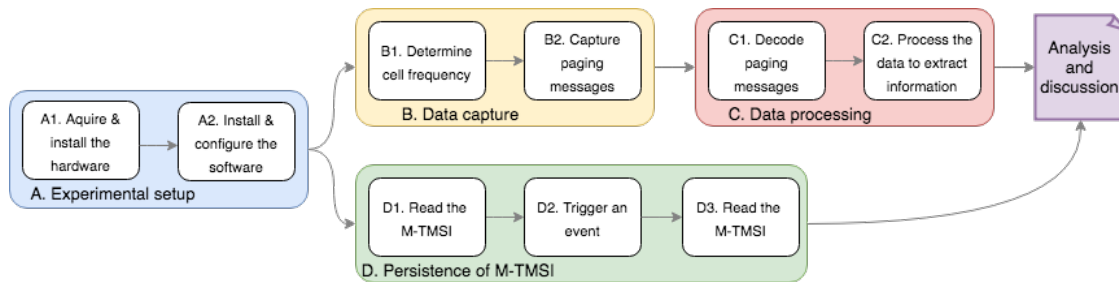 A1. Aquire &
install the
hardware
A2. Install &
configure the
software
A. Experimental setup
B1. Determine
cell frequency
B2. Capture
paging
messages
B. Data capture
C1. Decode
paging
messages
C2. Process the
data to extract
information
C. Data processing
D1. Read the
M-TMSI
D2. Trigger an
event
D3. Read the
M-TMSI
D. Persistence of M-TMSI
Analysis
and
discussion